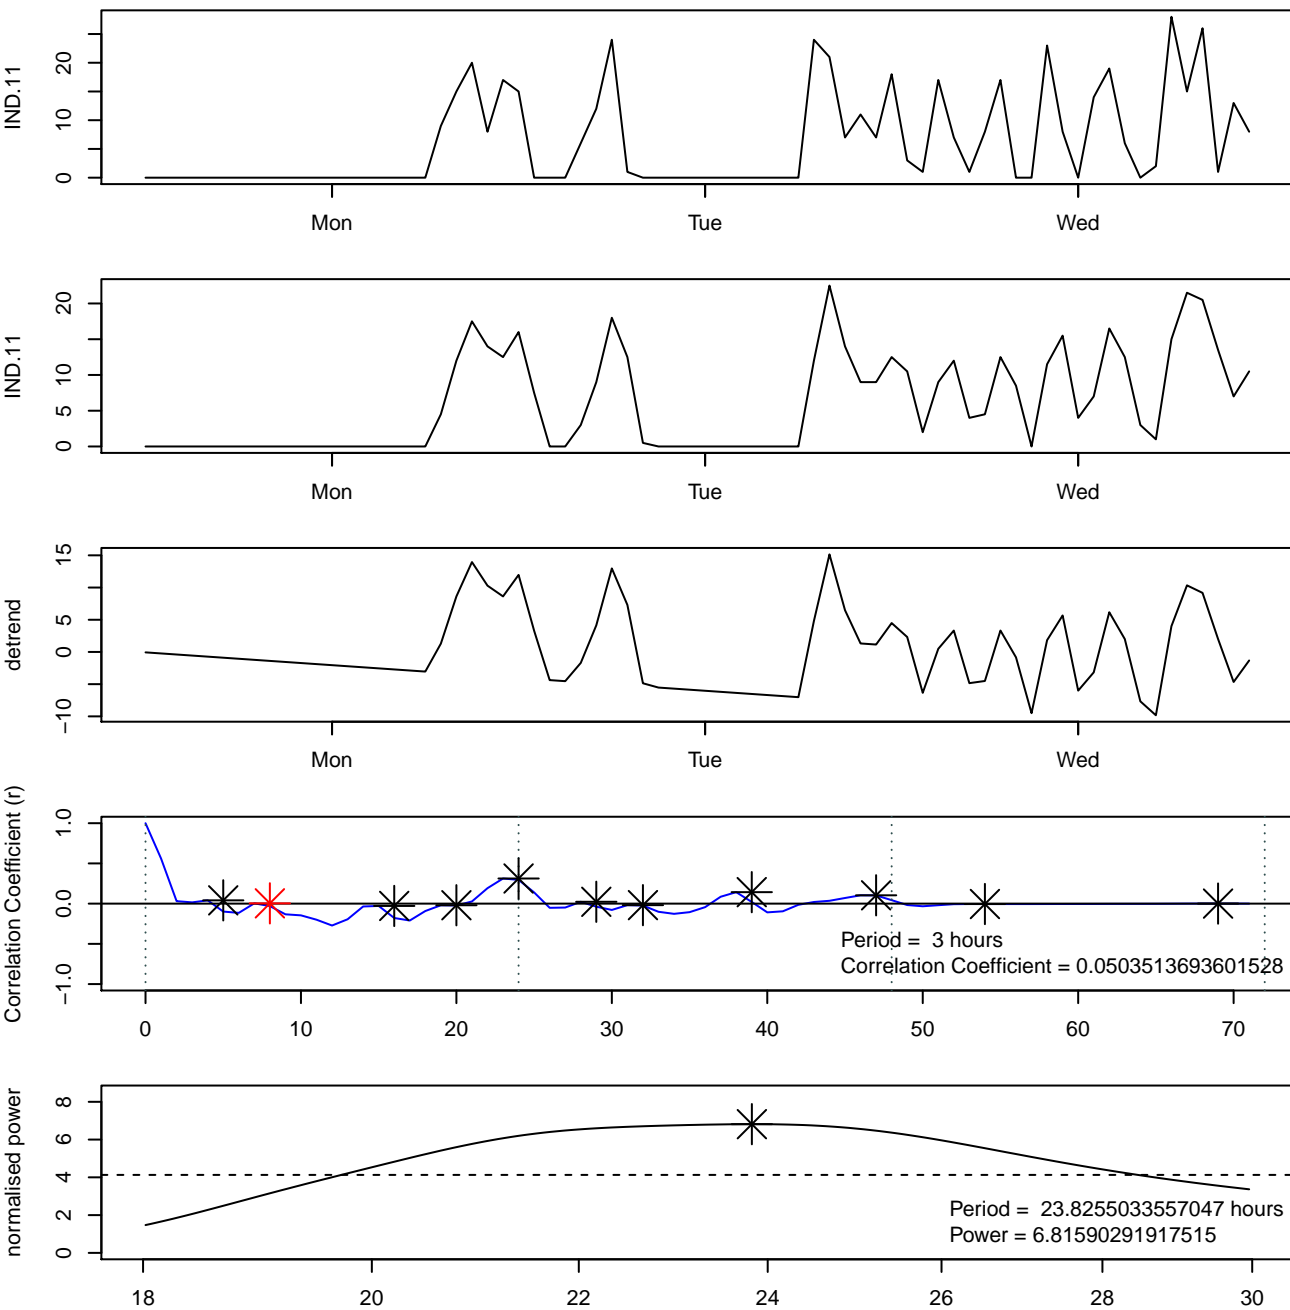 IND.11
0 10 20
Mon Tue Wed
IND.11
0 5 10 20
Mon Tue Wed
detrend
−10 0 5 15
Mon Tue Wed
Correlation Coefficient (r)
−1.0 0.0 1.0
Period =  3 hours
Correlation Coefficient = 0.0503513693601528
0 10 20 30 40 50 60 70
normalised power
0 2 4 6 8
Period =  23.8255033557047 hours
Power = 6.81590291917515
18 20 22 24 26 28 30